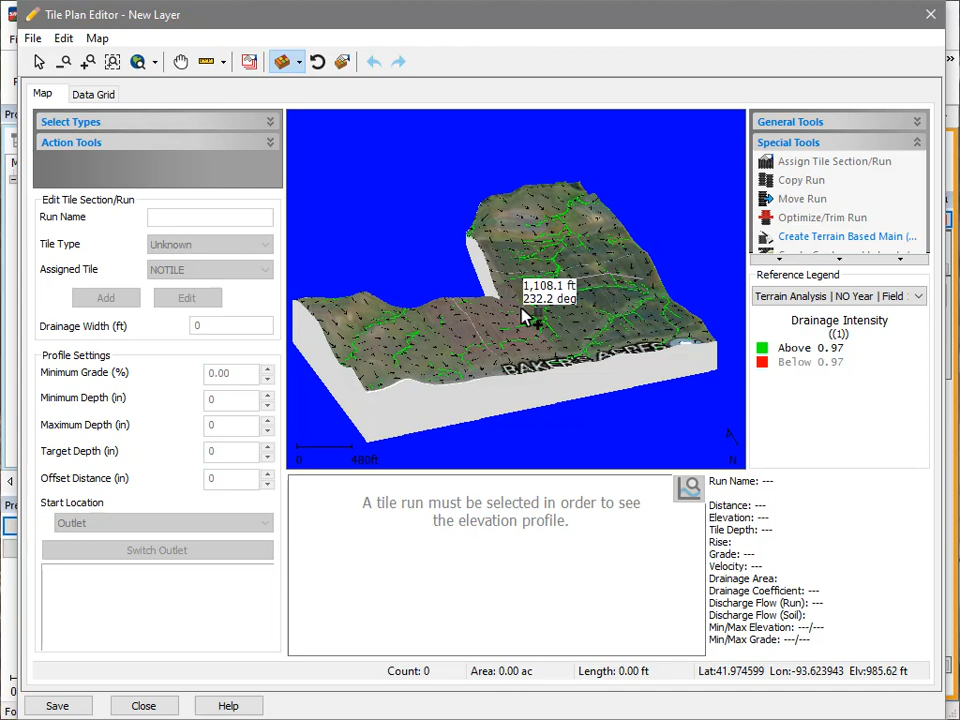 Tile Plan Editor - New Layer
File Edit Map
Map Data Grid
Select Types
Action Tools
Edit Tile Section/Run
Run Name
Tile Type Unknown
Assigned Tile NOTILE
Add Edit
Drainage Width (ft) 0
Profile Settings
Minimum Grade (%) 0.00
Minimum Depth (in) 0
Maximum Depth (in) 0
Target Depth (in) 0
Offset Distance (in) 0
Start Location
Outlet
Switch Outlet
1,108.1 ft
232.2 deg
BAKER'S ACRES
0 480ft
N
General Tools
Special Tools
Assign Tile Section/Run
Copy Run
Move Run
Optimize/Trim Run
Create Terrain Based Main (...
Reference Legend
Terrain Analysis | NO Year | Field
Drainage Intensity
((1))
Above 0.97
Below 0.97
A tile run must be selected in order to see
the elevation profile.
Run Name: ---
Distance: ---
Elevation: ---
Tile Depth: ---
Rise:
Grade: ---
Velocity: ---
Drainage Area:
Drainage Coefficient: ---
Discharge Flow (Run): ---
Discharge Flow (Soil):
Min/Max Elevation: ---/---
Min/Max Grade: ---/---
Count: 0 Area: 0.00 ac Length: 0.00 ft Lat:41.974599 Lon:-93.623943 Elv:985.62 ft
Save Close Help